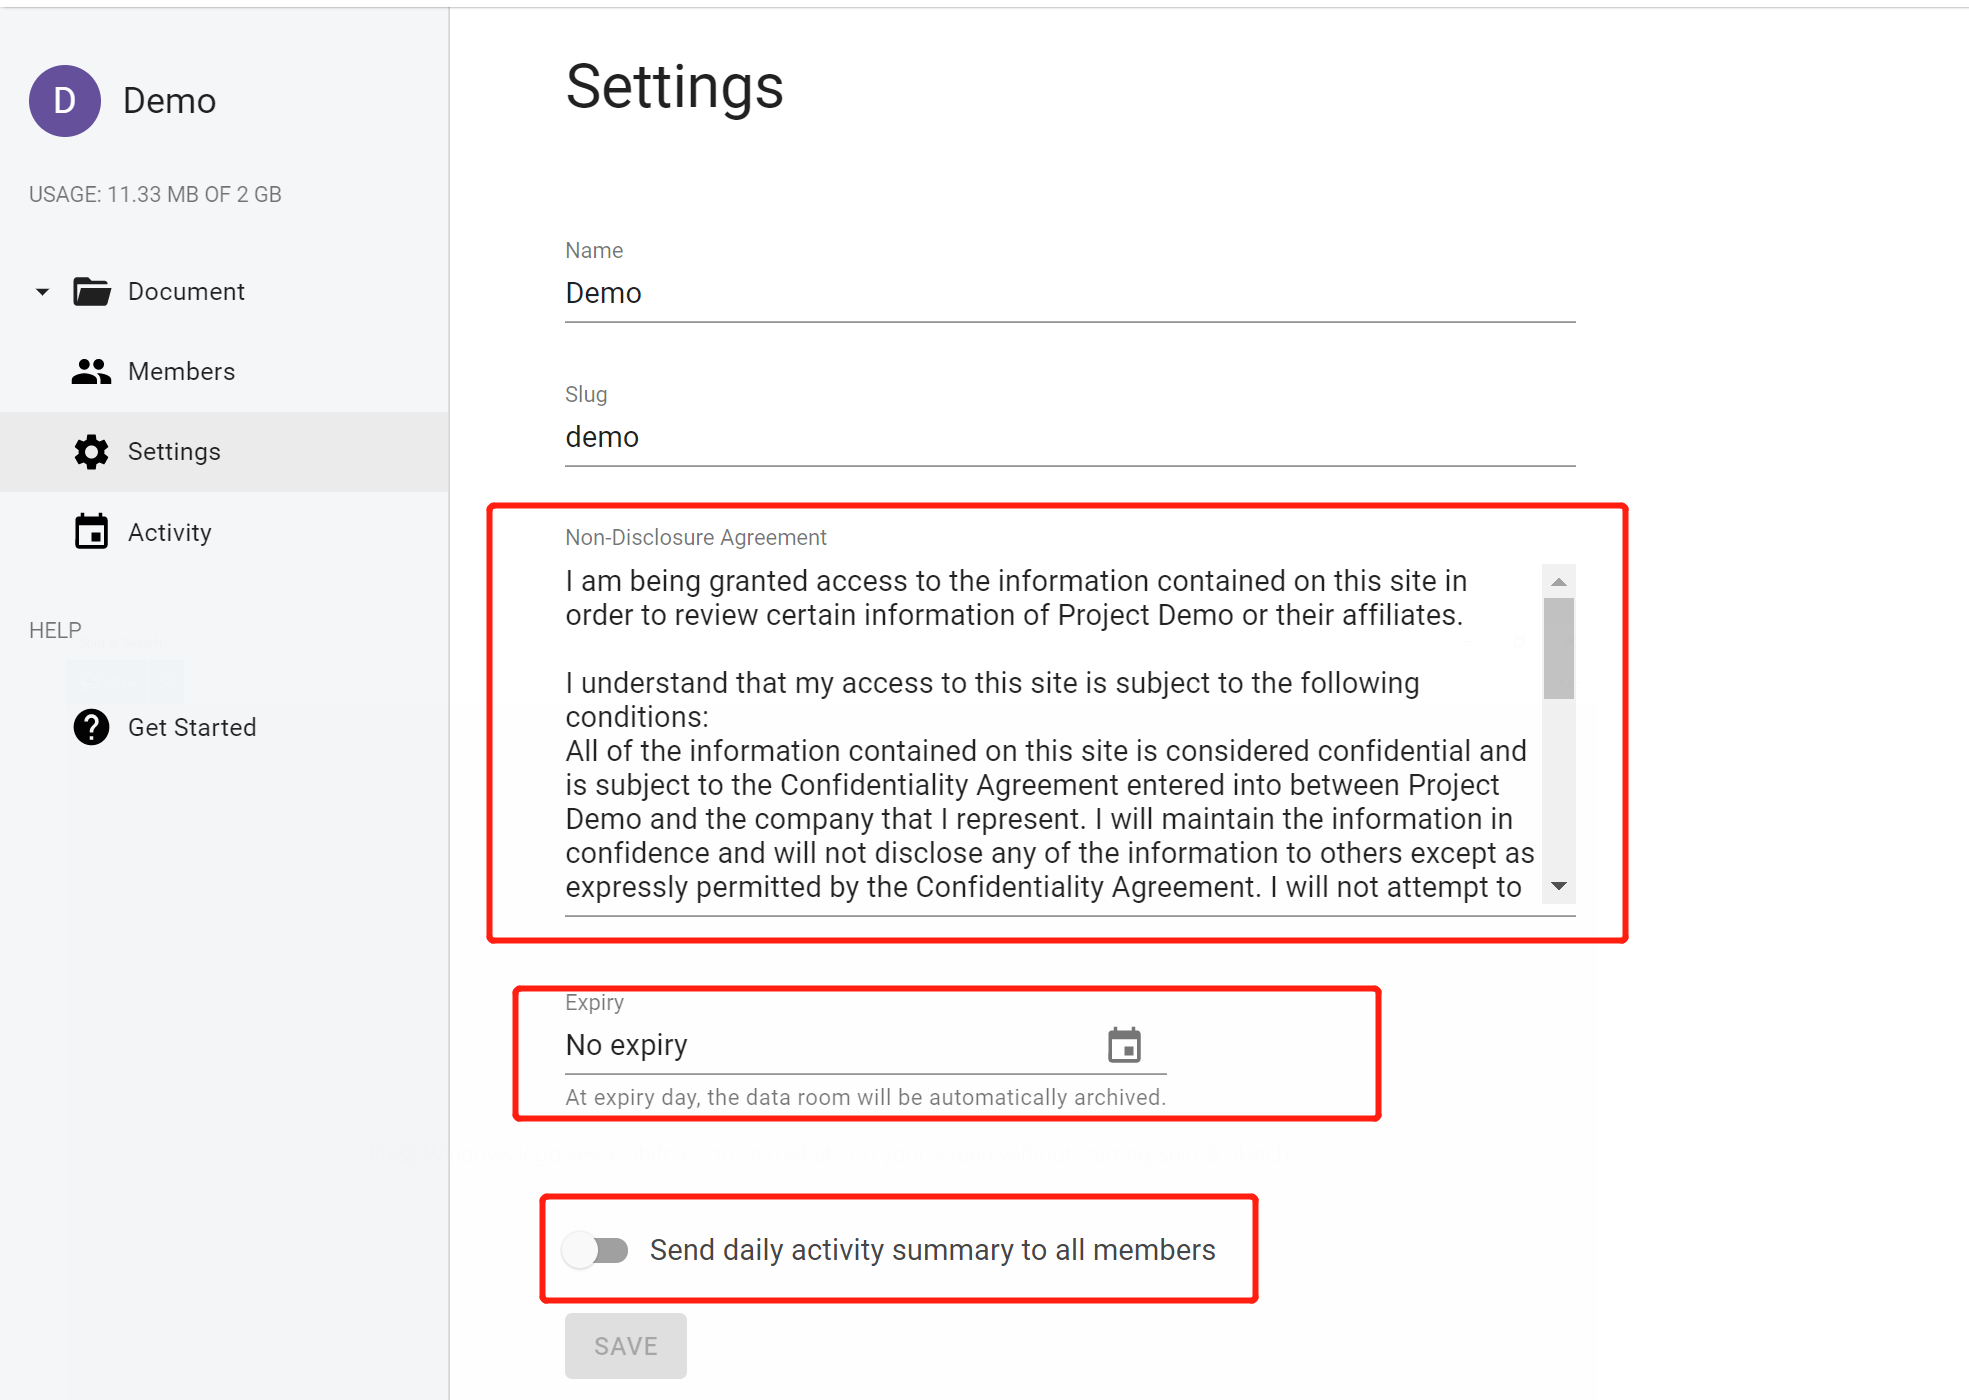 D
Demo
USAGE: 11.33 MB OF 2 GB
Document
Members
Settings
Activity
HELP
Get Started
Settings
Name
Demo
Slug
demo
Non-Disclosure Agreement
I am being granted access to the information contained on this site in
order to review certain information of Project Demo or their affiliates.
I understand that my access to this site is subject to the following
conditions:
All of the information contained on this site is considered confidential and
is subject to the Confidentiality Agreement entered into between Project
Demo and the company that I represent. I will maintain the information in
confidence and will not disclose any of the information to others except as
expressly permitted by the Confidentiality Agreement. I will not attempt to
Expiry
No expiry
At expiry day, the data room will be automatically archived.
Send daily activity summary to all members
SAVE